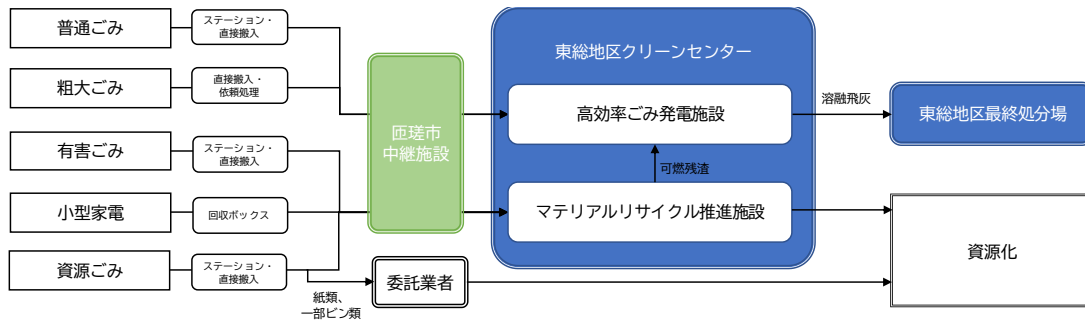 普通ごみ
ステーション・
直接搬入
粗大ごみ
直接搬入・
依頼処理
有害ごみ
ステーション・
直接搬入
小型家電
回収ボックス
資源ごみ
ステーション・
直接搬入
紙類、
一部ビン類
匝瑳市
中継施設
委託業者
東総地区クリーンセンター
高効率ごみ発電施設
可燃残渣
マテリアルリサイクル推進施設
溶融飛灰
東総地区最終処分場
資源化